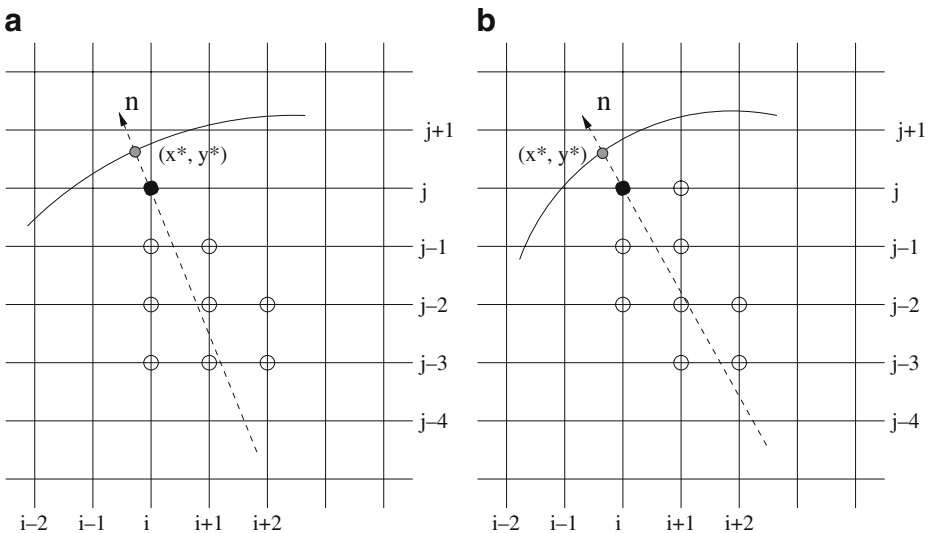 a
n
(x*, y*)
j+1
j
j–1
j–2
j–3
j–4
i–2 i–1 i i+1 i+2
b
n
(x*, y*)
j+1
j
j–1
j–2
j–3
j–4
i–2 i–1 i i+1 i+2